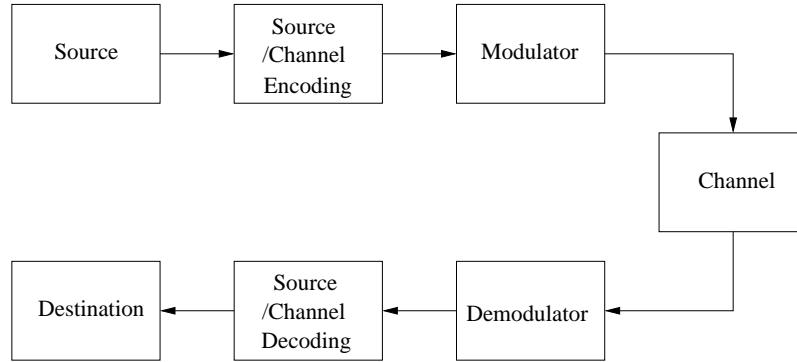 Source
Source
/Channel
Encoding
Modulator
Channel
Destination
Source
/Channel
Decoding
Demodulator